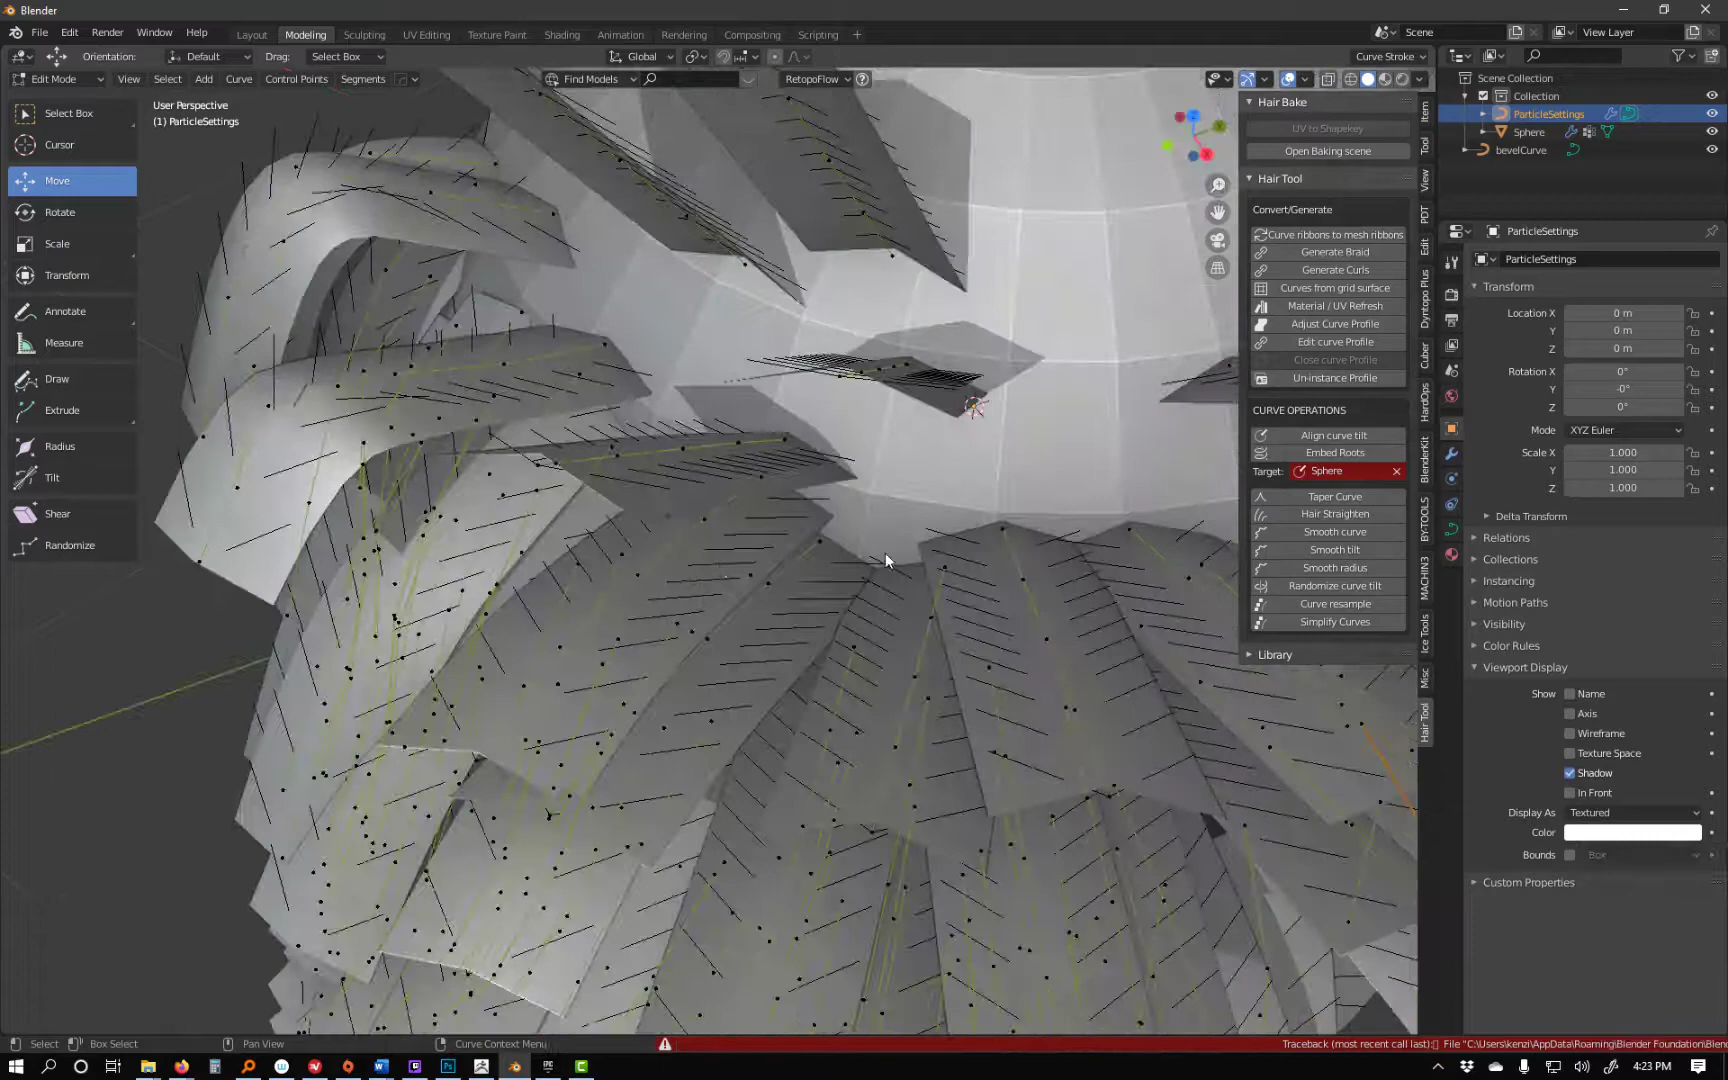 Blender
File Edit Render Window Help
Layout Modeling Sculpting UV Editing Texture Paint Shading Animation Rendering Compositing Scripting +
Scene
View Layer
Orientation: Default Drag: Select Box
Global
Curve Stroke
Edit Mode View Select Add Curve Control Points Segments
Find Models
RetopoFlow
User Perspective
(1) ParticleSettings
Select Box
Cursor
Move
Rotate
Scale
Transform
Annotate
Measure
Draw
Extrude
Radius
Tilt
Shear
Randomize
Hair Bake
UV to Shapekey
Open Baking scene
Hair Tool
Convert/Generate
Curve ribbons to mesh ribbons
Generate Braid
Generate Curls
Curves from grid surface
Material / UV Refresh
Adjust Curve Profile
Edit curve Profile
Close curve Profile
Un-instance Profile
CURVE OPERATIONS
Align curve tilt
Embed Roots
Target: Sphere
Taper Curve
Hair Straighten
Smooth curve
Smooth tilt
Smooth radius
Randomize curve tilt
Curve resample
Simplify Curves
Library
Item
Tool
View
PDT
Edit
Dyntopo Plus
Cuber
HardOps
BlenderKit
BY-TOOLS
MACHIN3
Ice Tools
Misc
Hair Tool
Scene Collection
Collection
ParticleSettings
Sphere
bevelCurve
ParticleSettings
ParticleSettings
Transform
Location X 0 m
Y 0 m
Z 0 m
Rotation X 0°
Y -0°
Z 0°
Mode XYZ Euler
Scale X 1.000
Y 1.000
Z 1.000
Delta Transform
Relations
Collections
Instancing
Motion Paths
Visibility
Color Rules
Viewport Display
Show Name
Axis
Wireframe
Texture Space
Shadow
In Front
Display As Textured
Color
Bounds Box
Custom Properties
Select Box Select Pan View Curve Context Menu
Traceback (most recent call last): File "C:\Users\kenzi\AppData\Roaming\Blender Foundation\Blen
4:23 PM